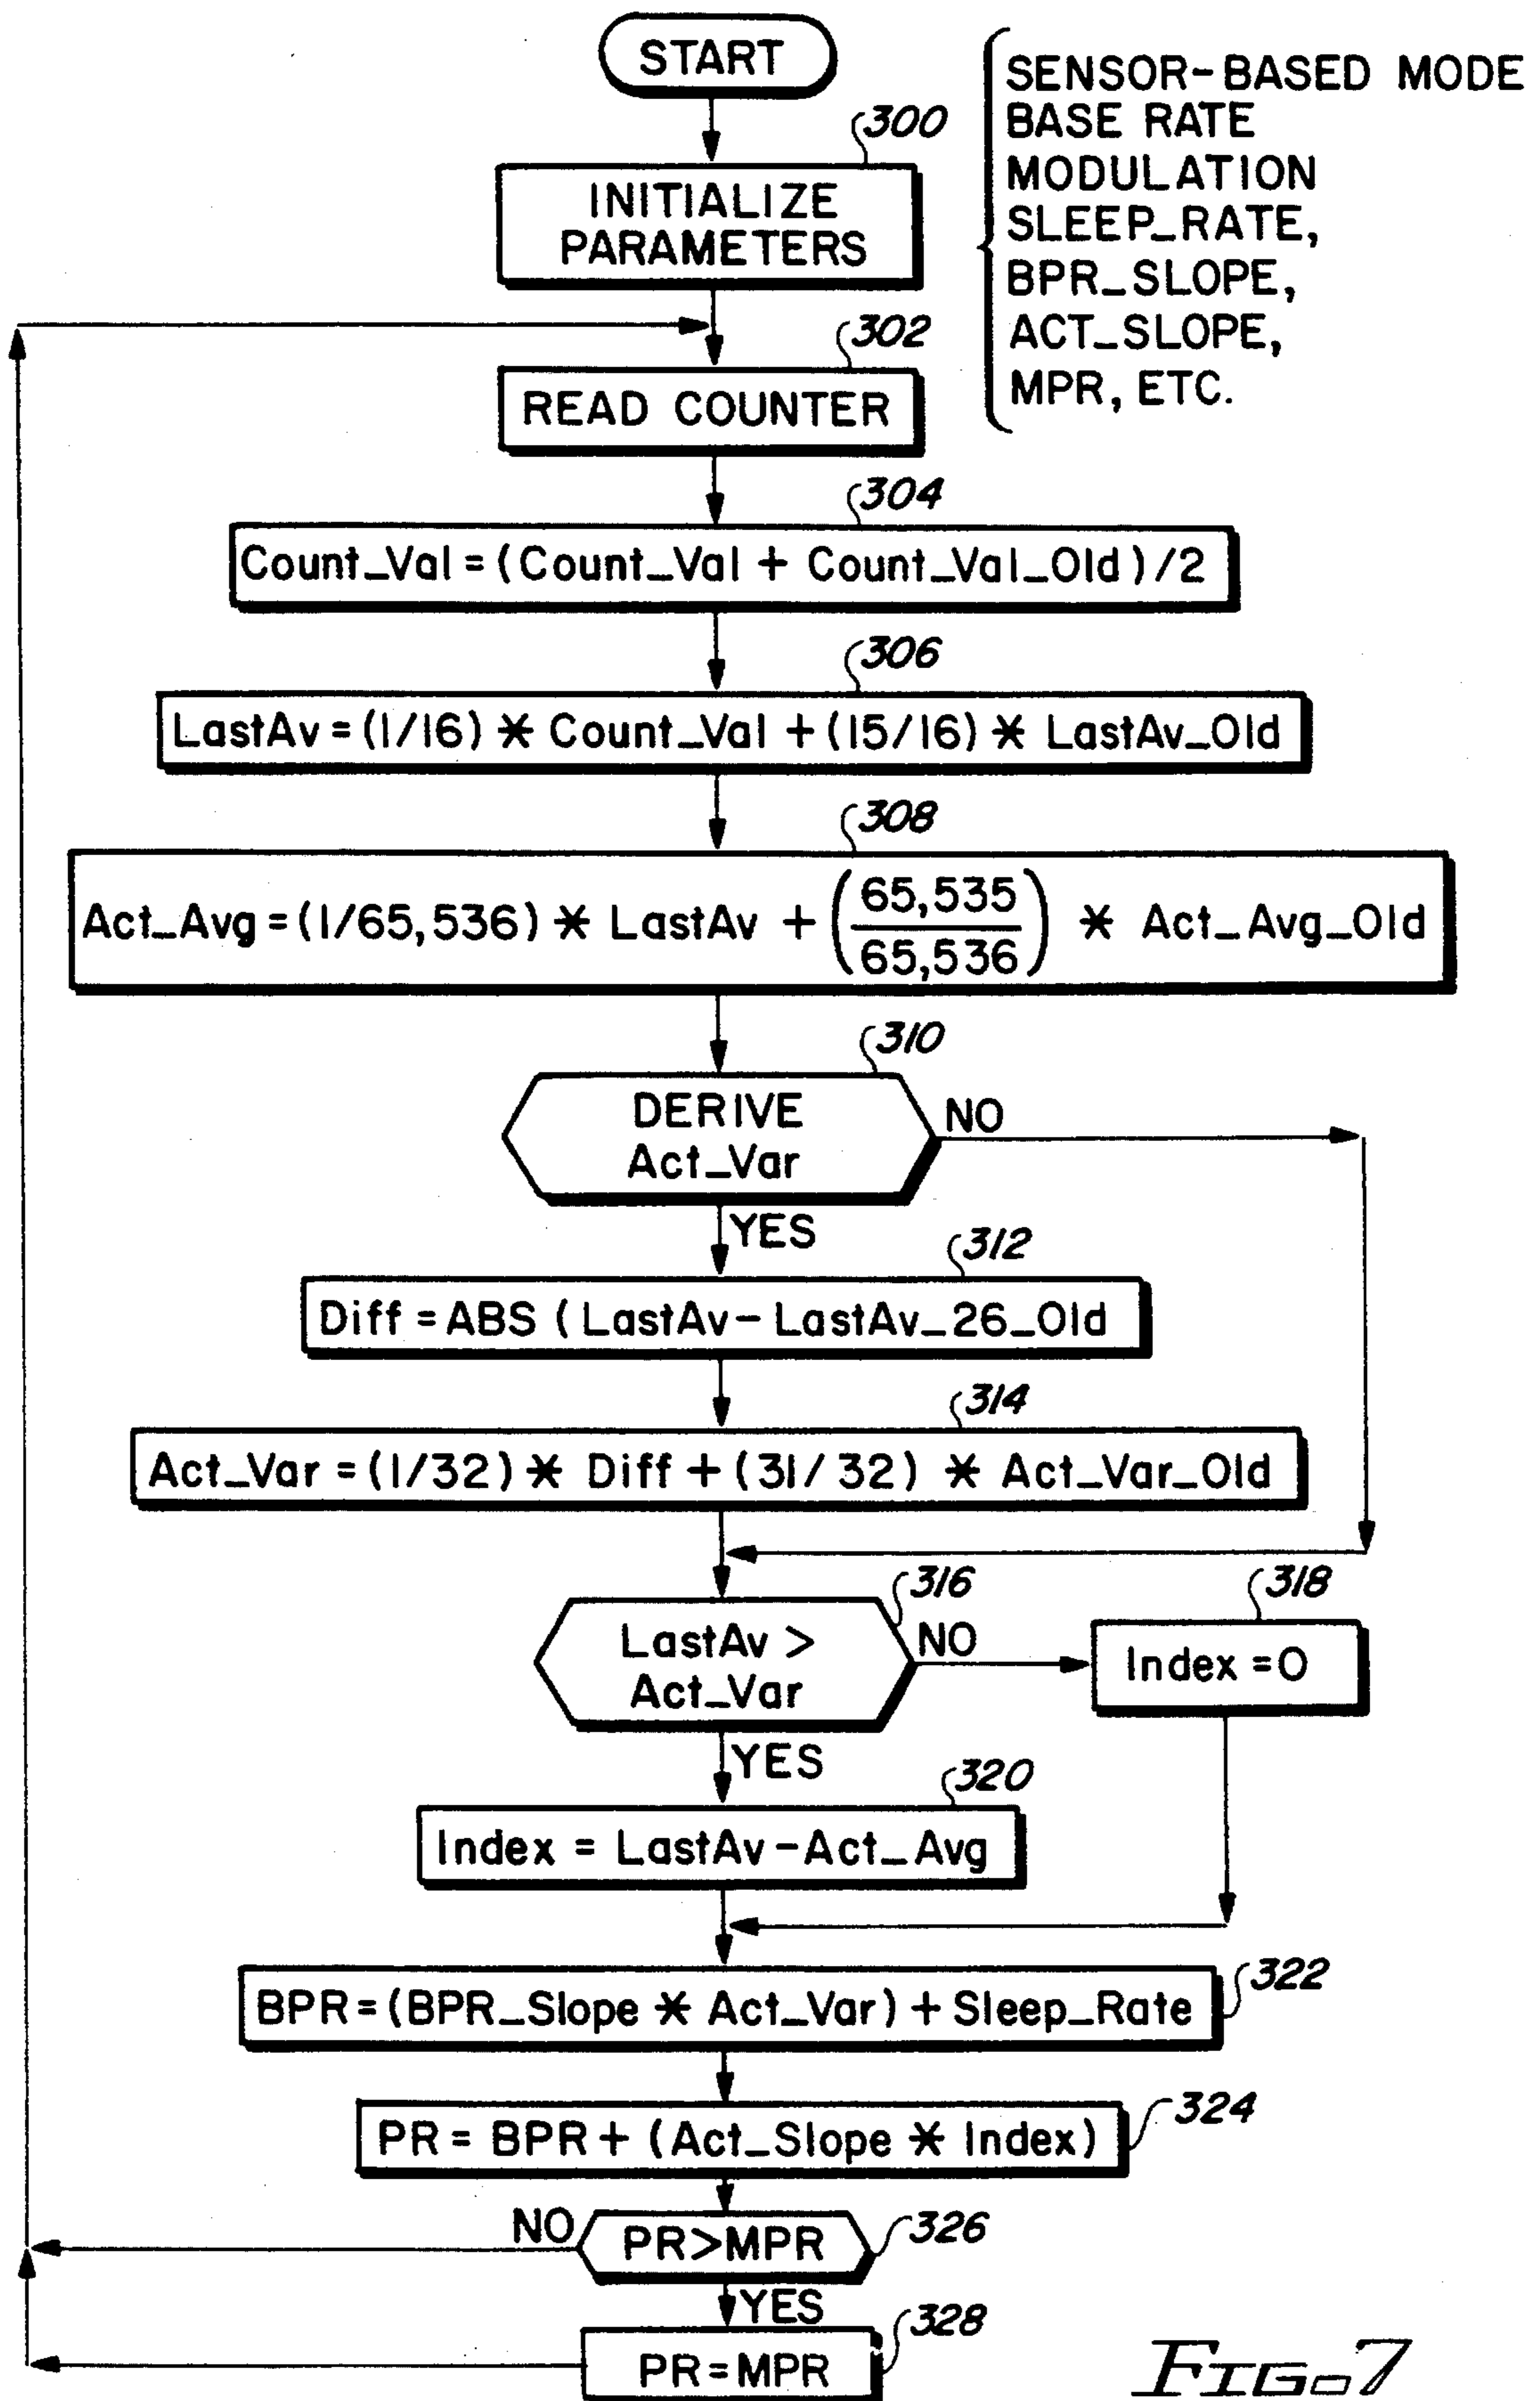 START
SENSOR-BASED MODE
BASE RATE
MODULATION
SLEEP_RATE,
BPR_SLOPE,
ACT_SLOPE,
MPR, ETC.
300
INITIALIZE
PARAMETERS
302
READ COUNTER
304
Count_Val = (Count_Val + Count_Val_Old)/2
306
LastAv = (1/16) * Count_Val + (15/16) * LastAv_Old
308
Act_Avg = (1/65,536) * LastAv + (65,535/65,536) * Act_Avg_Old
310
DERIVE
Act_Var
NO
YES
312
Diff = ABS (LastAv - LastAv_26_Old
314
Act_Var = (1/32) * Diff + (31/32) * Act_Var_Old
316
LastAv >
Act_Var
NO
318
Index = 0
YES
320
Index = LastAv - Act_Avg
322
BPR = (BPR_Slope * Act_Var) + Sleep_Rate
324
PR = BPR + (Act_Slope * Index)
326
NO
PR>MPR
YES
328
PR = MPR
FIG. 7